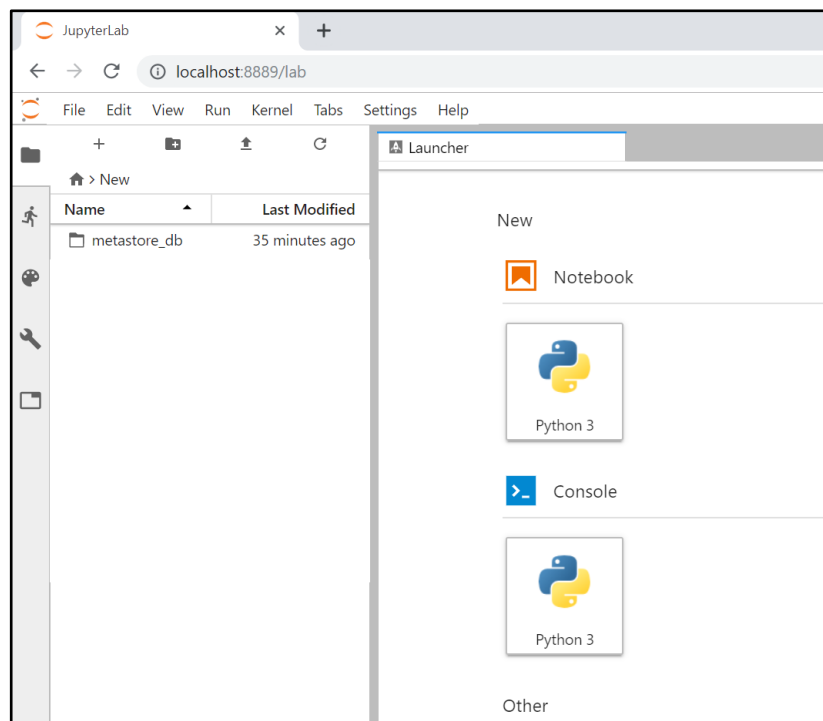 JupyterLab
localhost:8889/lab
File Edit View Run Kernel Tabs Settings Help
Launcher
> New
Name Last Modified
metastore_db 35 minutes ago
New
Notebook
Python 3
Console
Python 3
Other